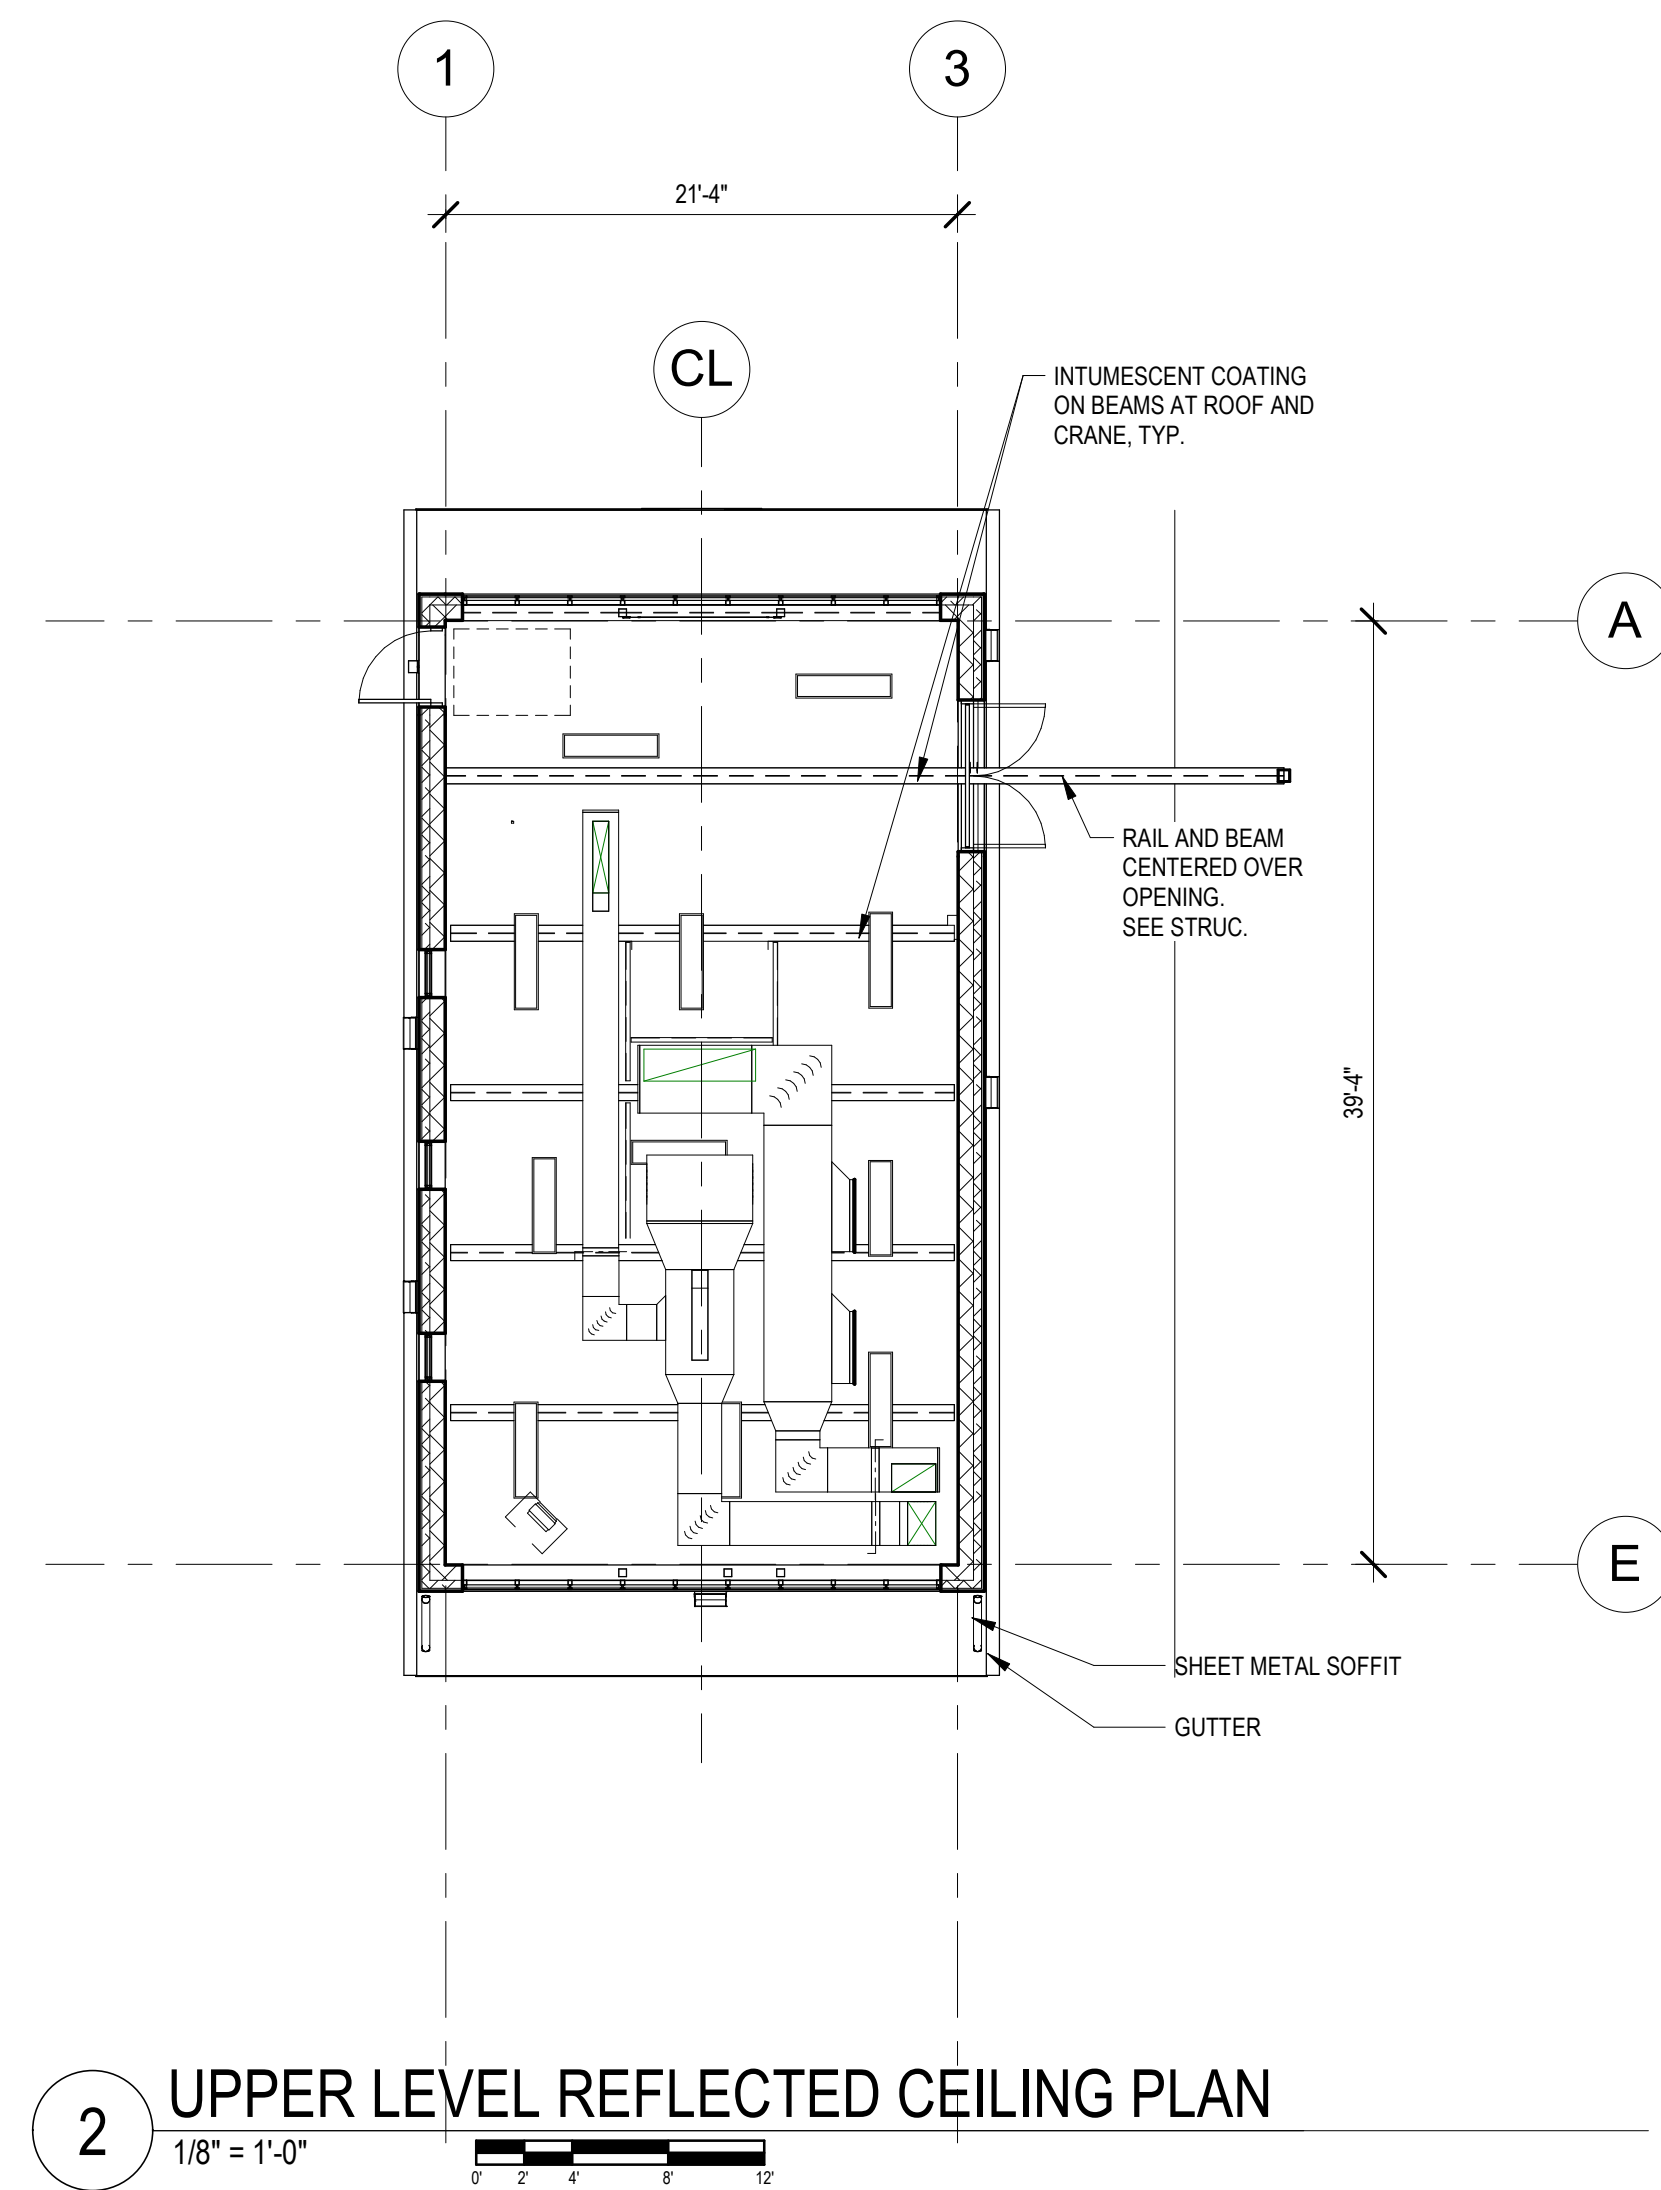 1
3
21'-4"
CL
INTUMESCENT COATING
ON BEAMS AT ROOF AND
CRANE, TYP.
A
RAIL AND BEAM
CENTERED OVER
OPENING.
SEE STRUC.
39'-4"
E
SHEET METAL SOFFIT
GUTTER
2
UPPER LEVEL REFLECTED CEILING PLAN
1/8" = 1'-0"
0' 2' 4' 8' 12'